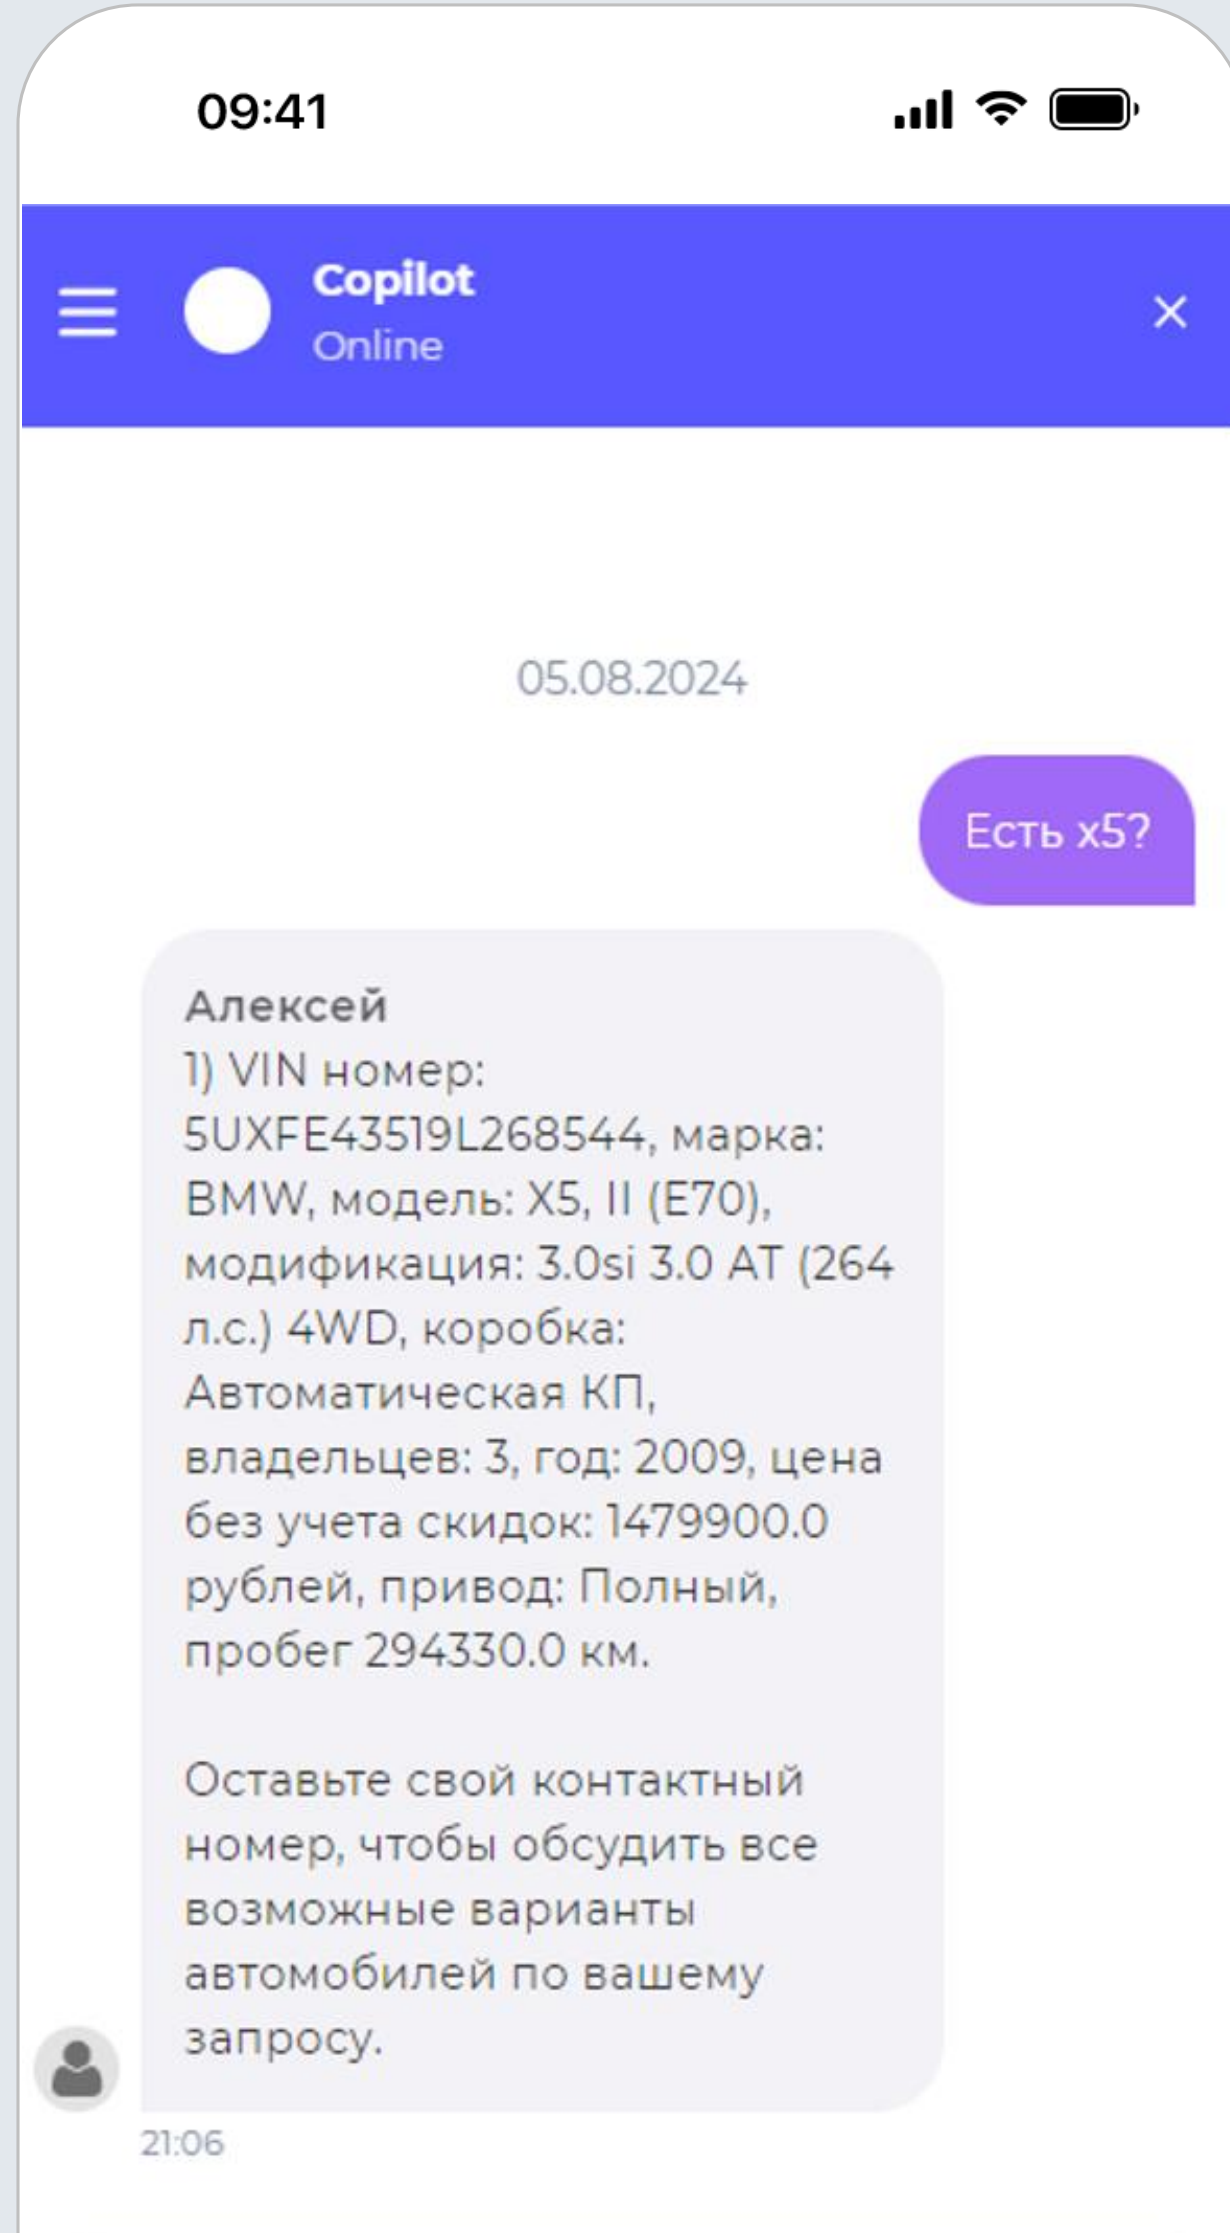 09:41
Copilot
Online
05.08.2024
Есть x5?
Алексей
1) VIN номер:
5UXFE43519L268544, марка:
BMW, модель: X5, II (E70),
модификация: 3.0si 3.0 AT (264
л.с.) 4WD, коробка:
Автоматическая КП,
владельцев: 3, год: 2009, цена
без учета скидок: 1479900.0
рублей, привод: Полный,
пробег 294330.0 км.
Оставьте свой контактный
номер, чтобы обсудить все
возможные варианты
автомобилей по вашему
запросу.
21:06